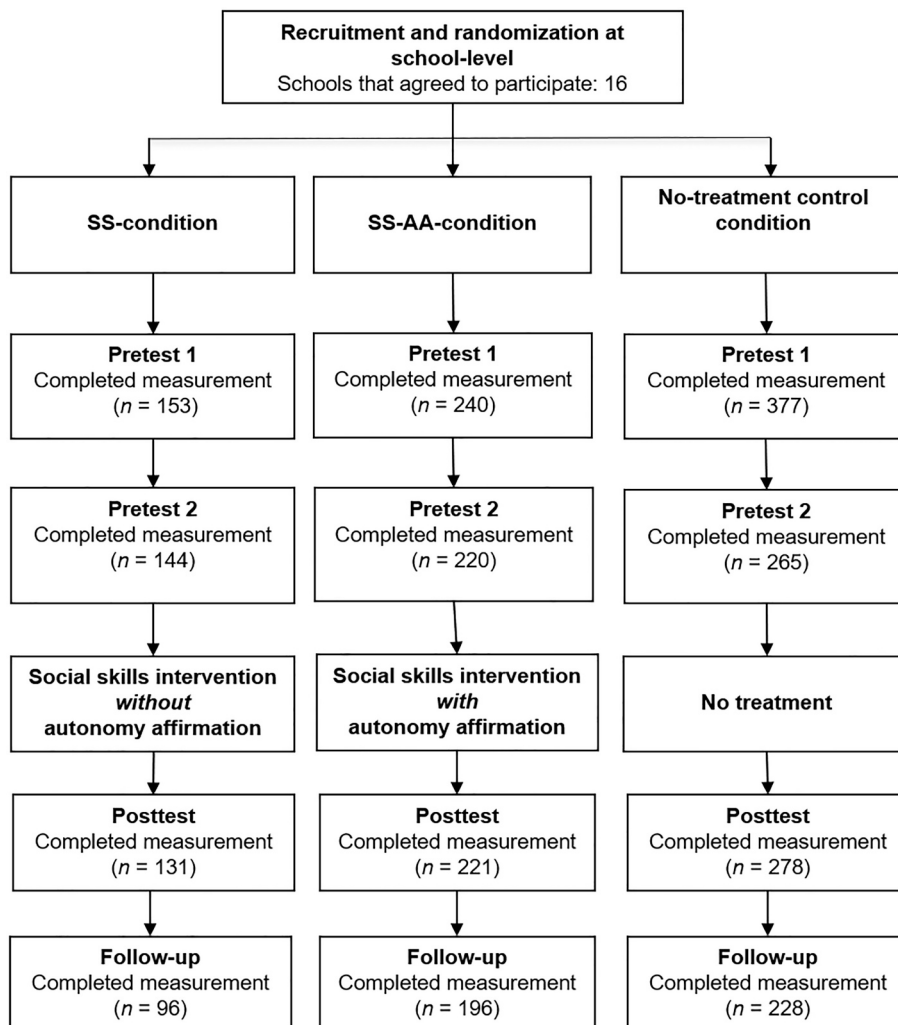 Recruitment and randomization at
school-level
Schools that agreed to participate: 16
SS-condition
SS-AA-condition
No-treatment control
condition
Pretest 1
Completed measurement
(n = 153)
Pretest 1
Completed measurement
(n = 240)
Pretest 1
Completed measurement
(n = 377)
Pretest 2
Completed measurement
(n = 144)
Pretest 2
Completed measurement
(n = 220)
Pretest 2
Completed measurement
(n = 265)
Social skills intervention
without
autonomy affirmation
Social skills intervention
with
autonomy affirmation
No treatment
Posttest
Completed measurement
(n = 131)
Posttest
Completed measurement
(n = 221)
Posttest
Completed measurement
(n = 278)
Follow-up
Completed measurement
(n = 96)
Follow-up
Completed measurement
(n = 196)
Follow-up
Completed measurement
(n = 228)